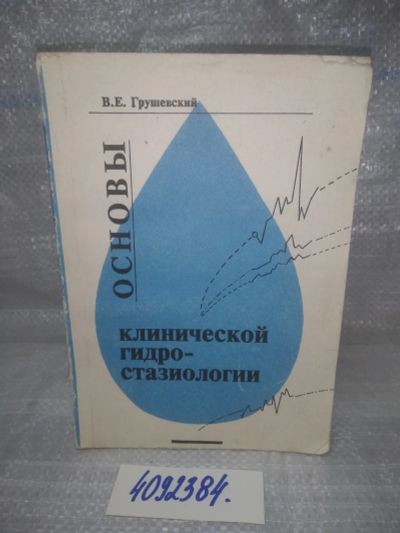 В.Е. Грушевский
ОСНОВЫ
КЛИНИЧЕСКОЙ
ГИДРО-
СТАЗИОЛОГИИ
4092384.